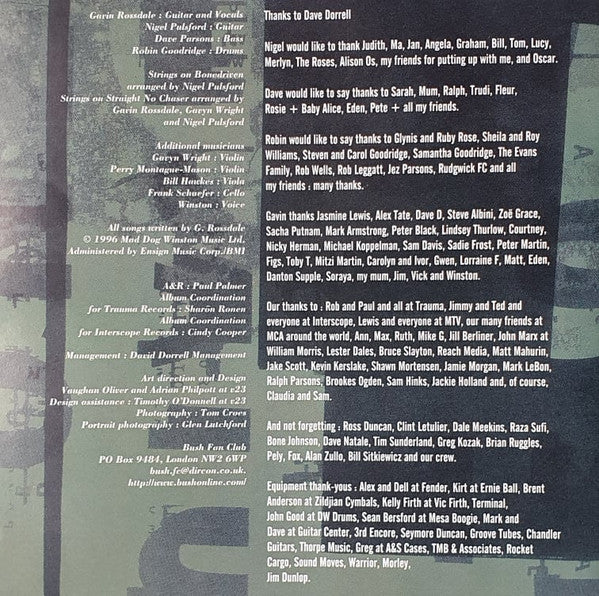 Gavin Rossdale : Guitar and Vocals
Nigel Pulsford : Guitar
Dave Parsons : Bass
Robin Goodridge : Drums
Strings on Bonedriven
arranged by Nigel Pulsford
Strings on Straight No Chaser arranged by
Gavin Rossdale, Gavyn Wright
and Nigel Pulsford
Additional musicians
Gavyn Wright : Violin
Perry Montague-Mason : Violin
Bill Hawkes : Viola
Frank Schaefer : Cello
Winston : Voice
All songs written by G. Rossdale
© 1996 Mad Dog Winston Music Ltd.
Administered by Ensign Music Corp./BMI
A&R : Paul Palmer
Album Coordination
for Trauma Records : Sharön Ronen
Album Coordination
for Interscope Records : Cindy Cooper
Management : David Dorrell Management
Art direction and Design
Vaughan Oliver and Adrian Philpott at v23
Design assistance : Timothy O'Donnell at v23
Photography : Tom Croes
Portrait photography : Glen Lutchford
Bush Fan Club
PO Box 9484, London NW2 6WP
bush.fc@dircon.co.uk.
http://www.bushonline.com/
Thanks to Dave Dorrell
Nigel would like to thank Judith, Ma, Jan, Angela, Graham, Bill, Tom, Lucy,
Merlyn, The Roses, Alison Os, my friends for putting up with me, and Oscar.
Dave would like to say thanks to Sarah, Mum, Ralph, Trudi, Fleur,
Rosie + Baby Alice, Eden, Pete + all my friends.
Robin would like to say thanks to Glynis and Ruby Rose, Sheila and Roy
Williams, Steven and Carol Goodridge, Samantha Goodridge, The Evans
Family, Rob Wells, Rob Leggatt, Jez Parsons, Rudgwick FC and all
my friends : many thanks.
Gavin thanks Jasmine Lewis, Alex Tate, Dave D, Steve Albini, Zoë Grace,
Sacha Putnam, Mark Armstrong, Peter Black, Lindsey Thurlow, Courtney,
Nicky Herman, Michael Koppelman, Sam Davis, Sadie Frost, Peter Martin,
Figs, Toby T, Mitzi Martin, Carolyn and Ivor, Gwen, Lorraine F, Matt, Eden,
Danton Supple, Soraya, my mum, Jim, Vick and Winston.
Our thanks to : Rob and Paul and all at Trauma, Jimmy and Ted and
everyone at Interscope, Lewis and everyone at MTV, our many friends at
MCA around the world, Ann, Max, Ruth, Mike G, Jill Berliner, John Marx at
William Morris, Lester Dales, Bruce Slayton, Reach Media, Matt Mahurin,
Jake Scott, Kevin Kerslake, Shawn Mortensen, Jamie Morgan, Mark LeBon,
Ralph Parsons, Brookes Ogden, Sam Hinks, Jackie Holland and, of course,
Claudia and Sam.
And not forgetting : Ross Duncan, Clint Letulier, Dale Meekins, Raza Sufi,
Bone Johnson, Dave Natale, Tim Sunderland, Greg Kozak, Brian Ruggles,
Pely, Fox, Alan Zullo, Bill Sitkiewicz and our crew.
Equipment thank-yous : Alex and Dell at Fender, Kirt at Ernie Ball, Brent
Anderson at Zildjian Cymbals, Kelly Firth at Vic Firth, Terminal,
John Good at DW Drums, Sean Bersford at Mesa Boogie, Mark and
Dave at Guitar Center, 3rd Encore, Seymore Duncan, Groove Tubes, Chandler
Guitars, Thorpe Music, Greg at A&S Cases, TMB & Associates, Rocket
Cargo, Sound Moves, Warrior, Morley,
Jim Dunlop.